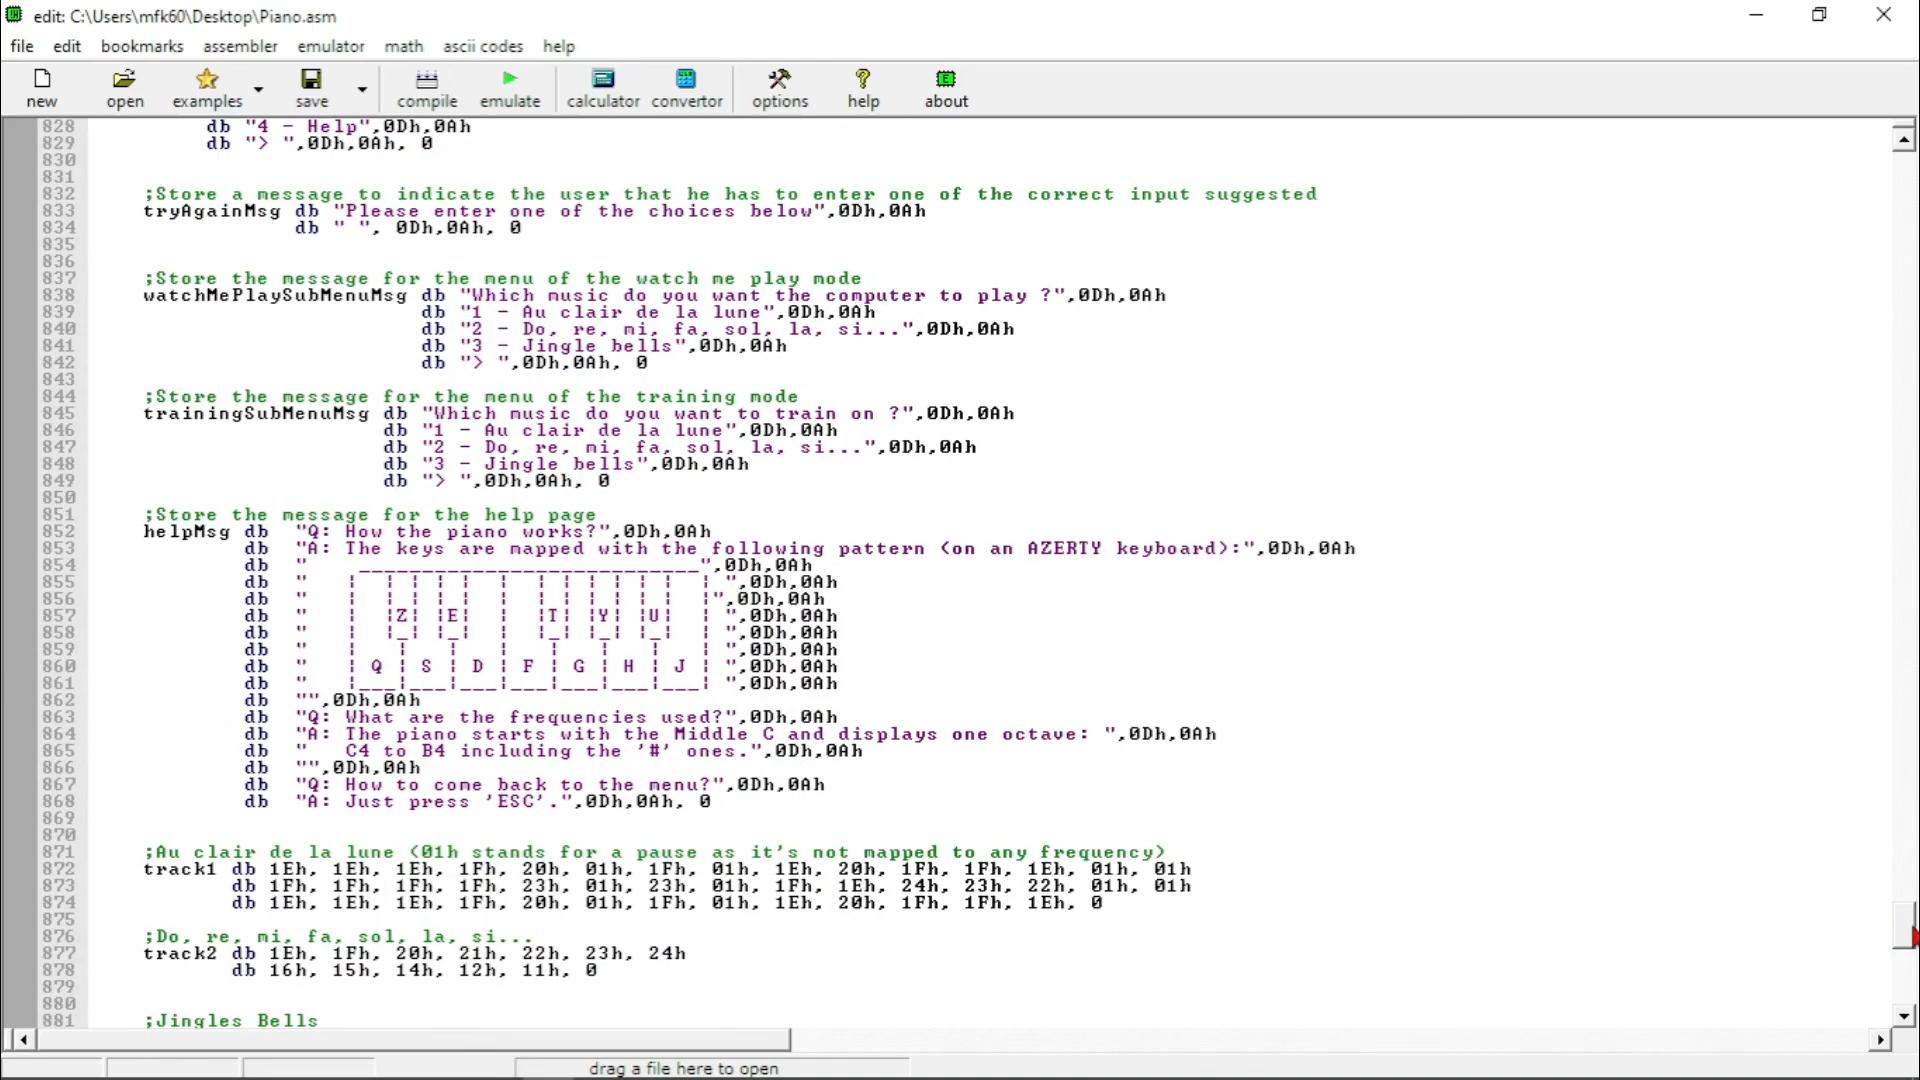 edit: C:\Users\mfk60\Desktop\Piano.asm
file edit bookmarks assembler emulator math ascii codes help
new open examples save compile emulate calculator convertor options help about
828 db "4 - Help",0Dh,0Ah
829 db "> ",0Dh,0Ah, 0
830
831
832 ;Store a message to indicate the user that he has to enter one of the correct input suggested
833 tryAgainMsg db "Please enter one of the choices below",0Dh,0Ah
834 db " ", 0Dh,0Ah, 0
835
836
837 ;Store the message for the menu of the watch me play mode
838 watchMePlaySubMenuMsg db "Which music do you want the computer to play ?",0Dh,0Ah
839 db "1 - Au clair de la lune",0Dh,0Ah
840 db "2 - Do, re, mi, fa, sol, la, si...",0Dh,0Ah
841 db "3 - Jingle bells",0Dh,0Ah
842 db "> ",0Dh,0Ah, 0
843
844 ;Store the message for the menu of the training mode
845 trainingSubMenuMsg db "Which music do you want to train on ?",0Dh,0Ah
846 db "1 - Au clair de la lune",0Dh,0Ah
847 db "2 - Do, re, mi, fa, sol, la, si...",0Dh,0Ah
848 db "3 - Jingle bells",0Dh,0Ah
849 db "> ",0Dh,0Ah, 0
850
851 ;Store the message for the help page
852 helpMsg db "Q: How the piano works?",0Dh,0Ah
853 db "A: The keys are mapped with the following pattern (on an AZERTY keyboard):",0Dh,0Ah
854 db "    ___________________________",0Dh,0Ah
855 db "   |  | | | |  |  | | | | | |  | ",0Dh,0Ah
856 db "   |  | | | |  |  | | | | | |  |",0Dh,0Ah
857 db "   |  |Z| |E|  |  |T| |Y| |U|  | ",0Dh,0Ah
858 db "   |  |_| |_|  |  |_| |_| |_|  | ",0Dh,0Ah
859 db "   |   |   |   |   |   |   |   | ",0Dh,0Ah
860 db "   | Q | S | D | F | G | H | J | ",0Dh,0Ah
861 db "   |___|___|___|___|___|___|___| ",0Dh,0Ah
862 db "",0Dh,0Ah
863 db "Q: What are the frequencies used?",0Dh,0Ah
864 db "A: The piano starts with the Middle C and displays one octave: ",0Dh,0Ah
865 db "   C4 to B4 including the '#' ones.",0Dh,0Ah
866 db "",0Dh,0Ah
867 db "Q: How to come back to the menu?",0Dh,0Ah
868 db "A: Just press 'ESC'.",0Dh,0Ah, 0
869
870
871 ;Au clair de la lune (01h stands for a pause as it's not mapped to any frequency)
872 track1 db 1Eh, 1Eh, 1Eh, 1Fh, 20h, 01h, 1Fh, 01h, 1Eh, 20h, 1Fh, 1Fh, 1Eh, 01h, 01h
873 db 1Fh, 1Fh, 1Fh, 1Fh, 23h, 01h, 23h, 01h, 1Fh, 1Eh, 24h, 23h, 22h, 01h, 01h
874 db 1Eh, 1Eh, 1Eh, 1Fh, 20h, 01h, 1Fh, 01h, 1Eh, 20h, 1Fh, 1Fh, 1Eh, 0
875
876 ;Do, re, mi, fa, sol, la, si...
877 track2 db 1Eh, 1Fh, 20h, 21h, 22h, 23h, 24h
878 db 16h, 15h, 14h, 12h, 11h, 0
879
880
881 ;Jingles Bells
drag a file here to open